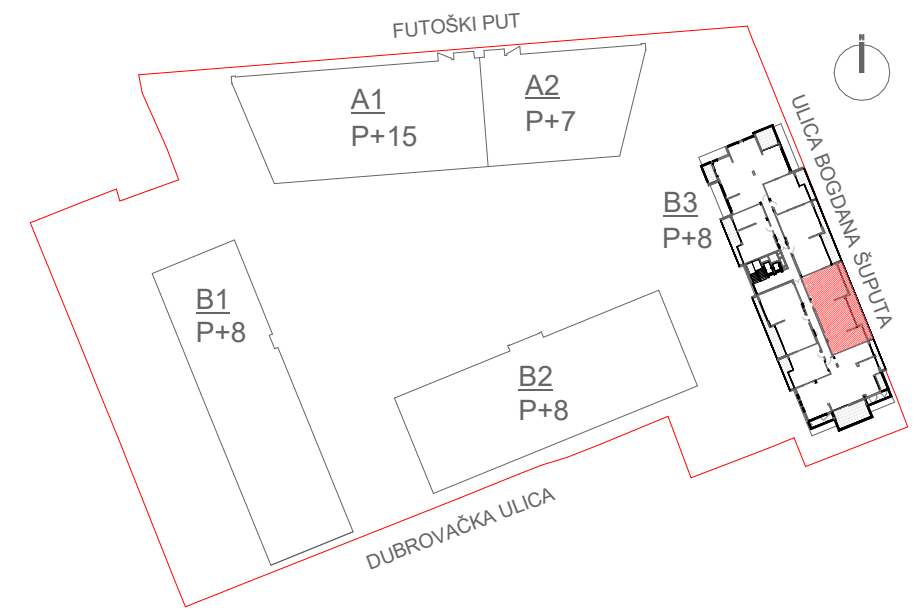 FUTOŠKI PUT
N
A1
P+15
A2
P+7
ULICA BOGDANA ŠUPUTA
B3
P+8
B1
P+8
B2
P+8
DUBROVAČKA ULICA